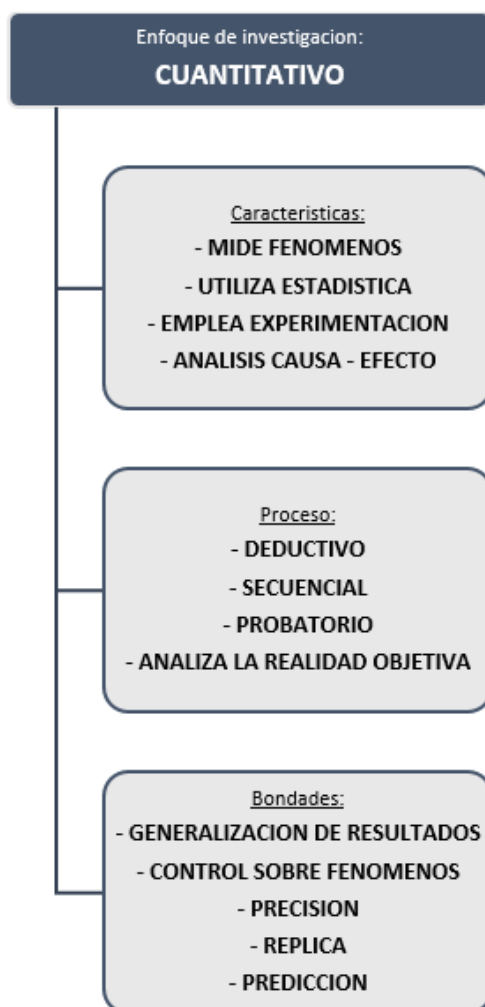 Enfoque de investigacion:
CUANTITATIVO
Caracteristicas:
- MIDE FENOMENOS
- UTILIZA ESTADISTICA
- EMPLEA EXPERIMENTACION
- ANALISIS CAUSA - EFECTO
Proceso:
- DEDUCTIVO
- SECUENCIAL
- PROBATORIO
- ANALIZA LA REALIDAD OBJETIVA
Bondades:
- GENERALIZACION DE RESULTADOS
- CONTROL SOBRE FENOMENOS
- PRECISION
- REPLICA
- PREDICCION